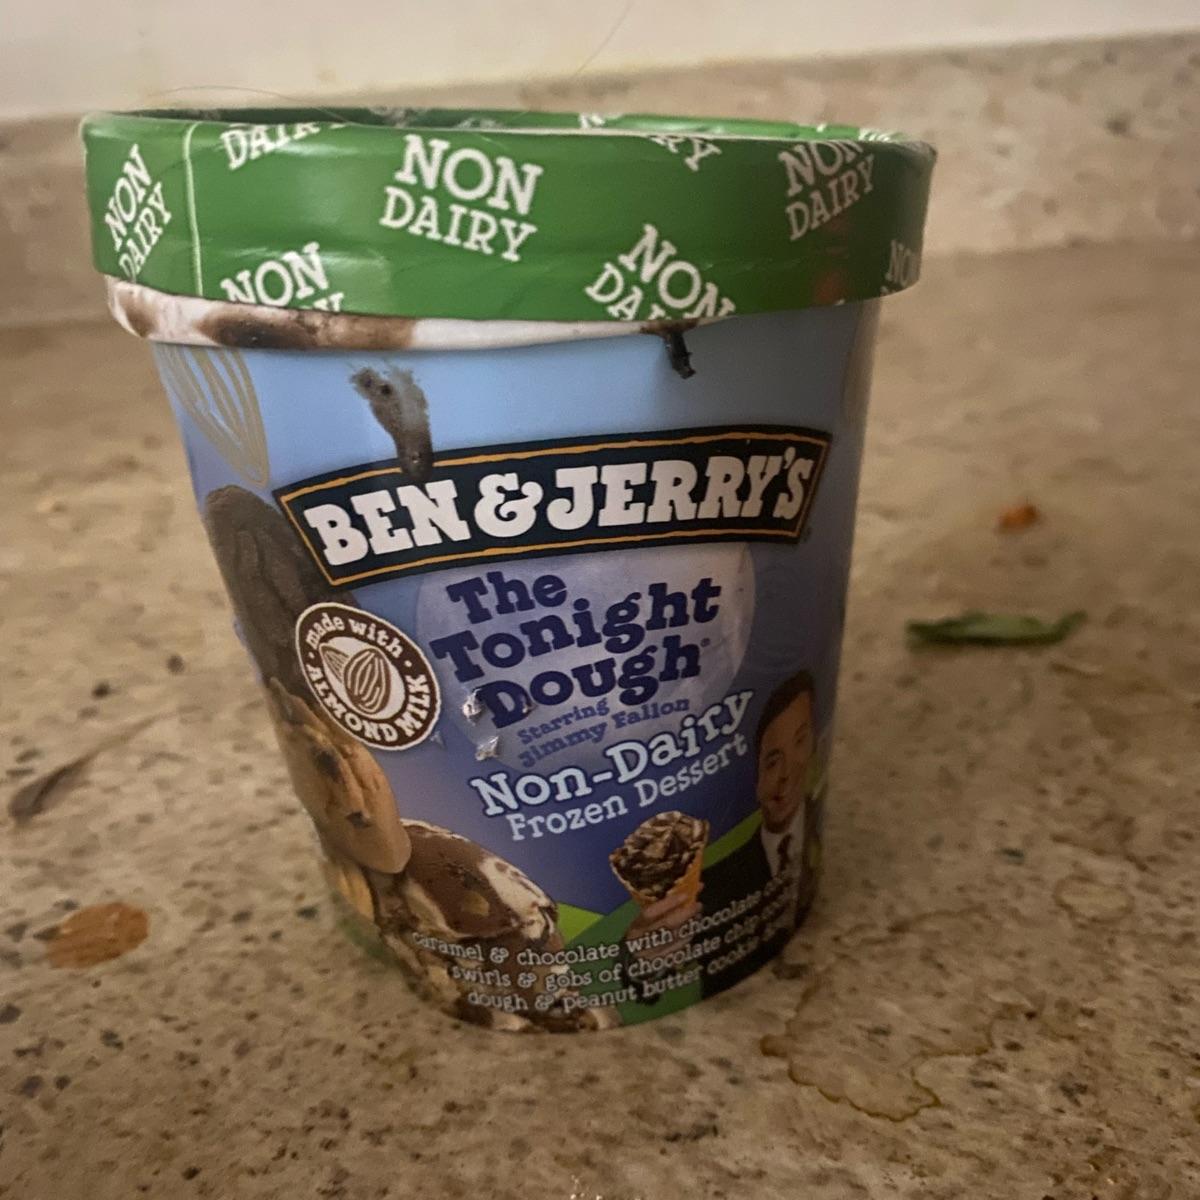 NON DAIRY
DAIRY
NON DAIRY
NON DAIRY
NON
NON
BEN & JERRY'S
The
Tonight
Dough
Starring
Jimmy Fallon
Non-Dairy
Frozen Dessert
made with
ALMOND MILK
caramel & chocolate with chocolate
swirls & gobs of chocolate chip
dough & peanut butter cookie